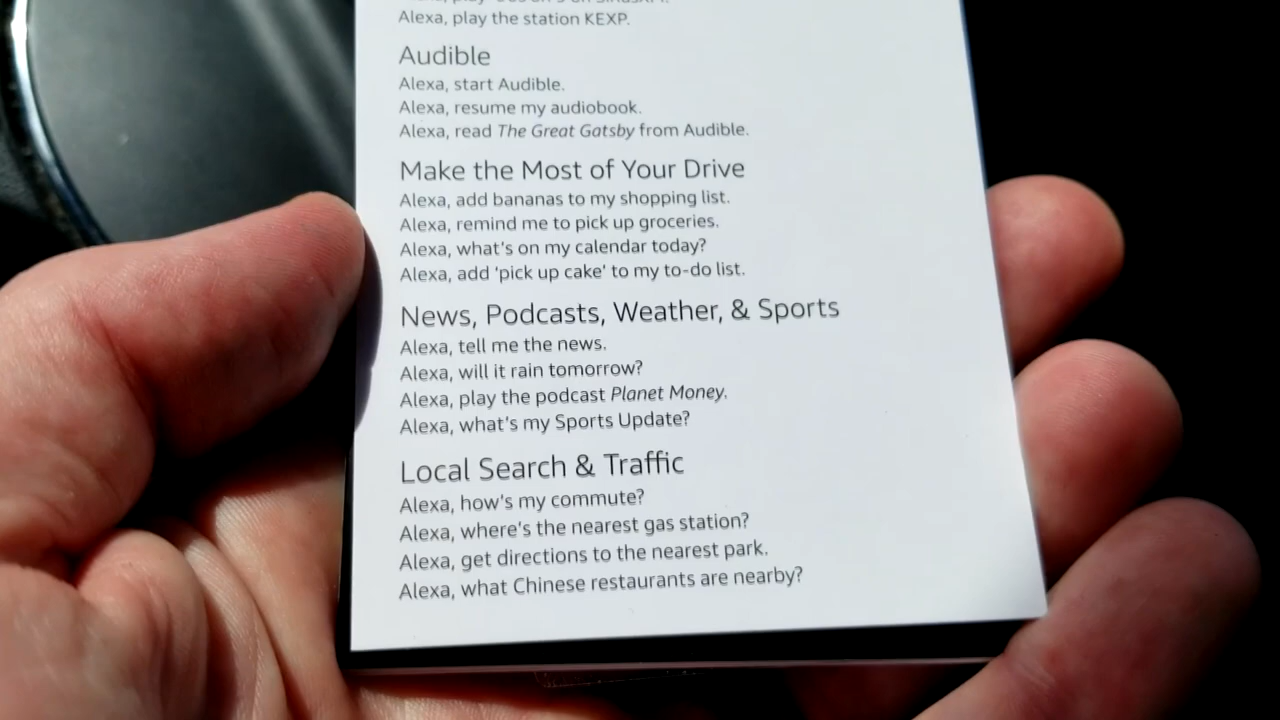 Alexa, play the station KEXP.
Audible
Alexa, start Audible.
Alexa, resume my audiobook.
Alexa, read The Great Gatsby from Audible.
Make the Most of Your Drive
Alexa, add bananas to my shopping list.
Alexa, remind me to pick up groceries.
Alexa, what's on my calendar today?
Alexa, add 'pick up cake' to my to-do list.
News, Podcasts, Weather, & Sports
Alexa, tell me the news.
Alexa, will it rain tomorrow?
Alexa, play the podcast Planet Money.
Alexa, what's my Sports Update?
Local Search & Traffic
Alexa, how's my commute?
Alexa, where's the nearest gas station?
Alexa, get directions to the nearest park.
Alexa, what Chinese restaurants are nearby?